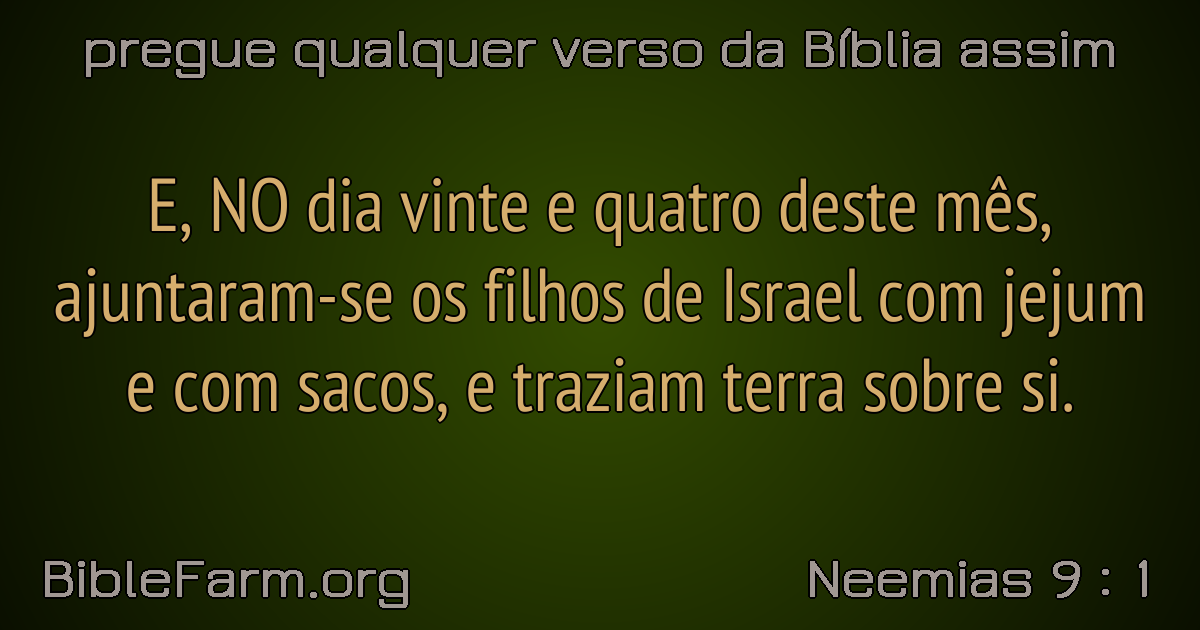 pregue qualquer verso da Bíblia assim
E, NO dia vinte e quatro deste mês,
ajuntaram-se os filhos de Israel com jejum
e com sacos, e traziam terra sobre si.
BibleFarm.org
Neemias 9 : 1